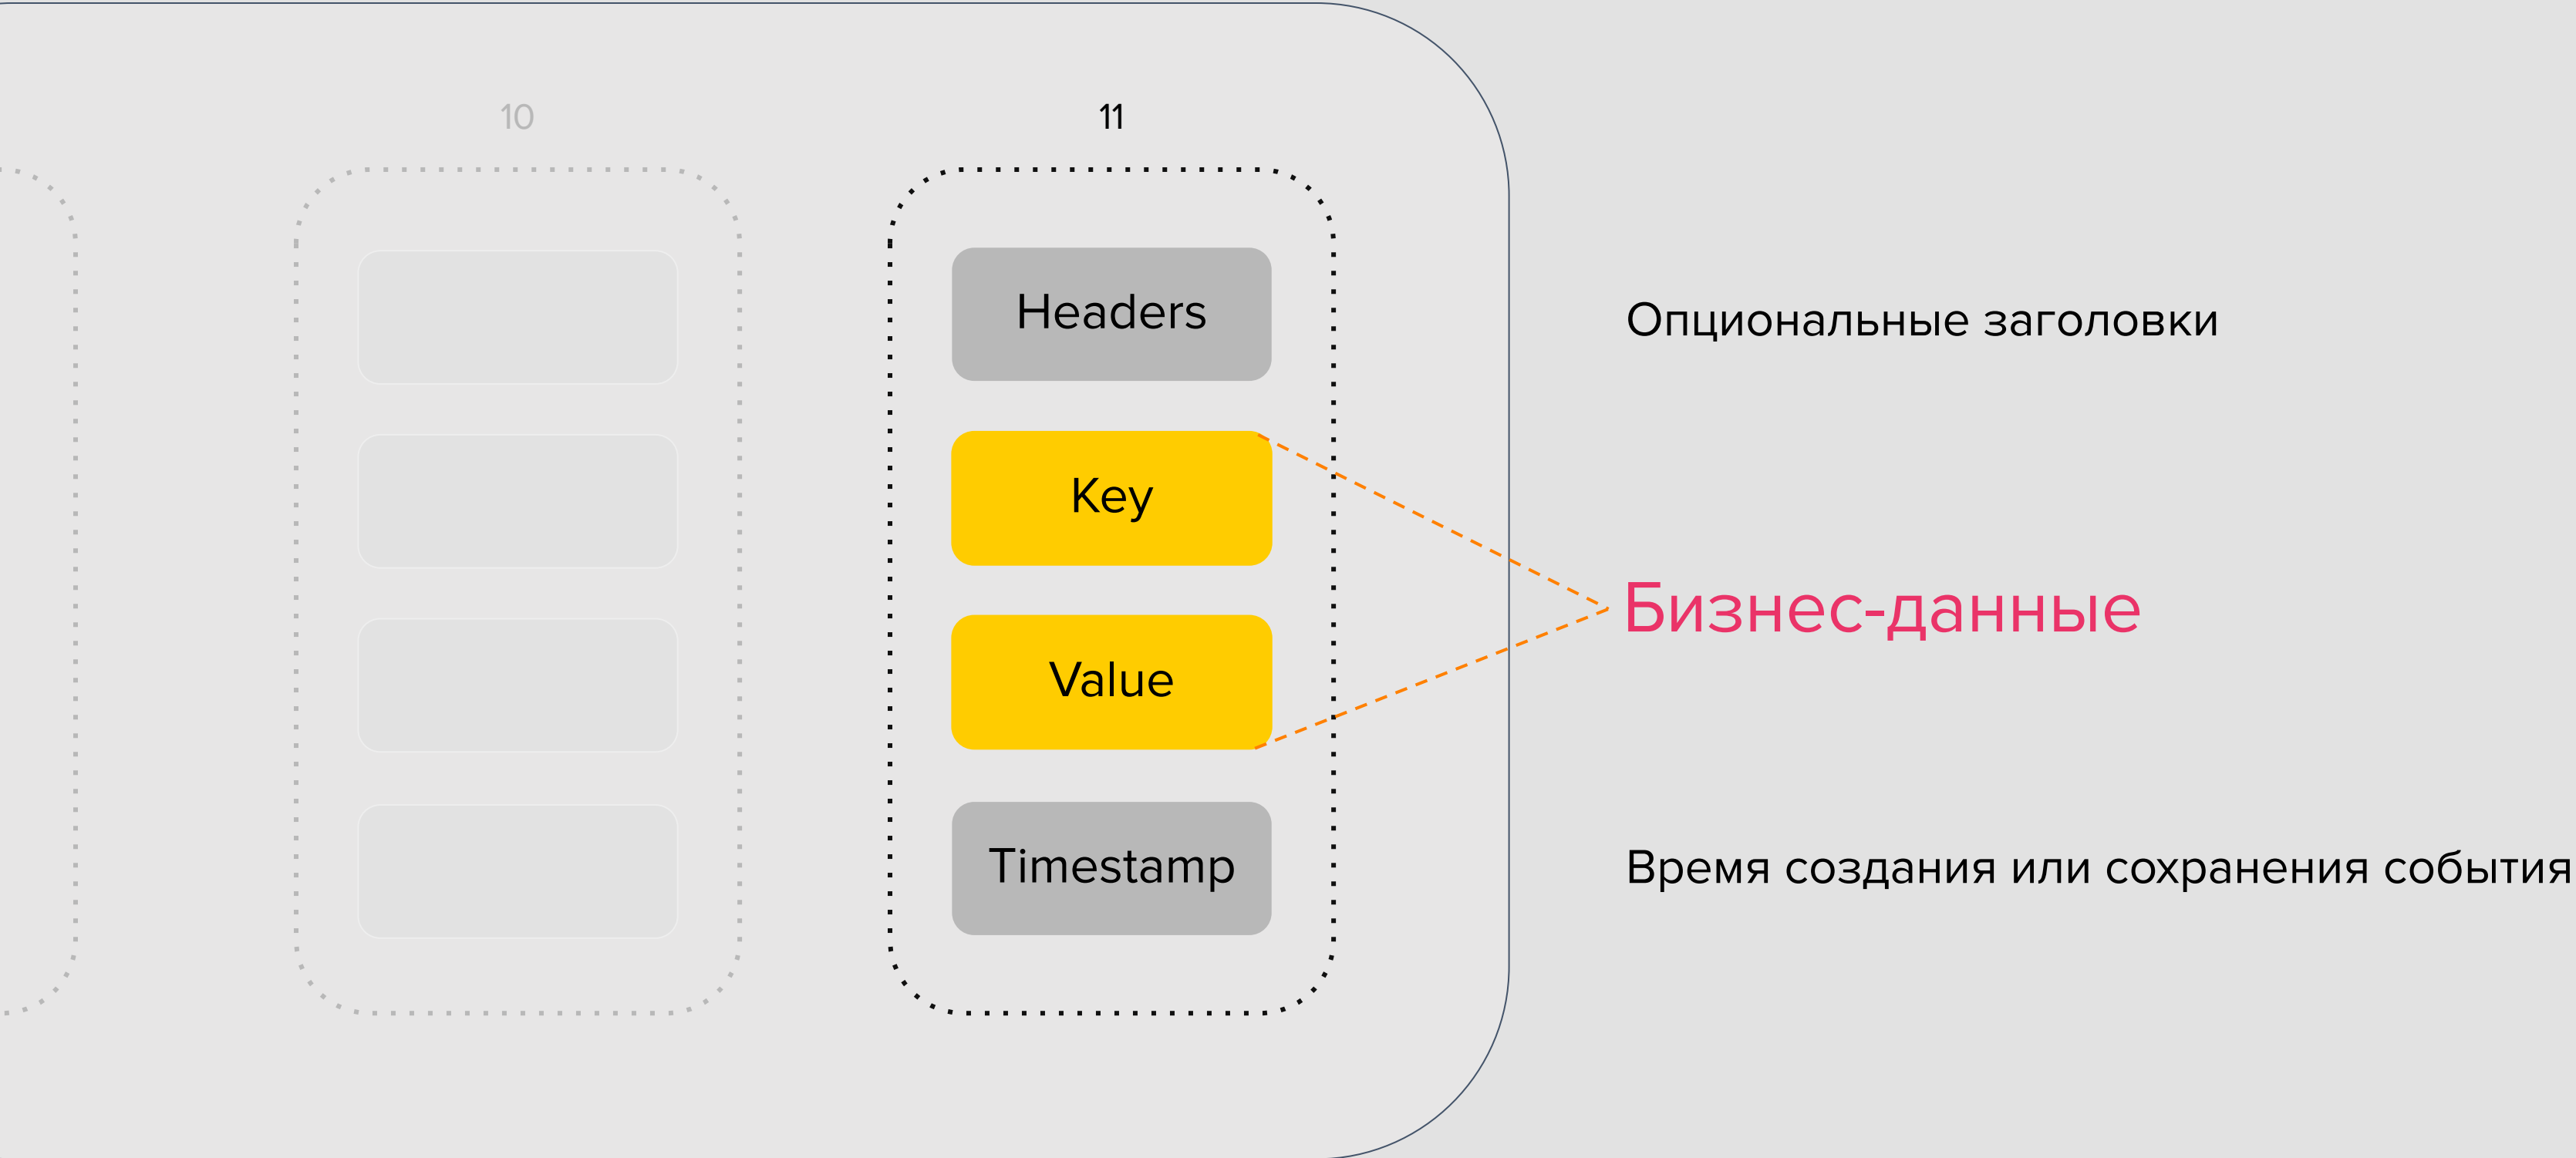 10
11
Headers
Опциональные заголовки
Key
Бизнес-данные
Value
Timestamp
Время создания или сохранения события